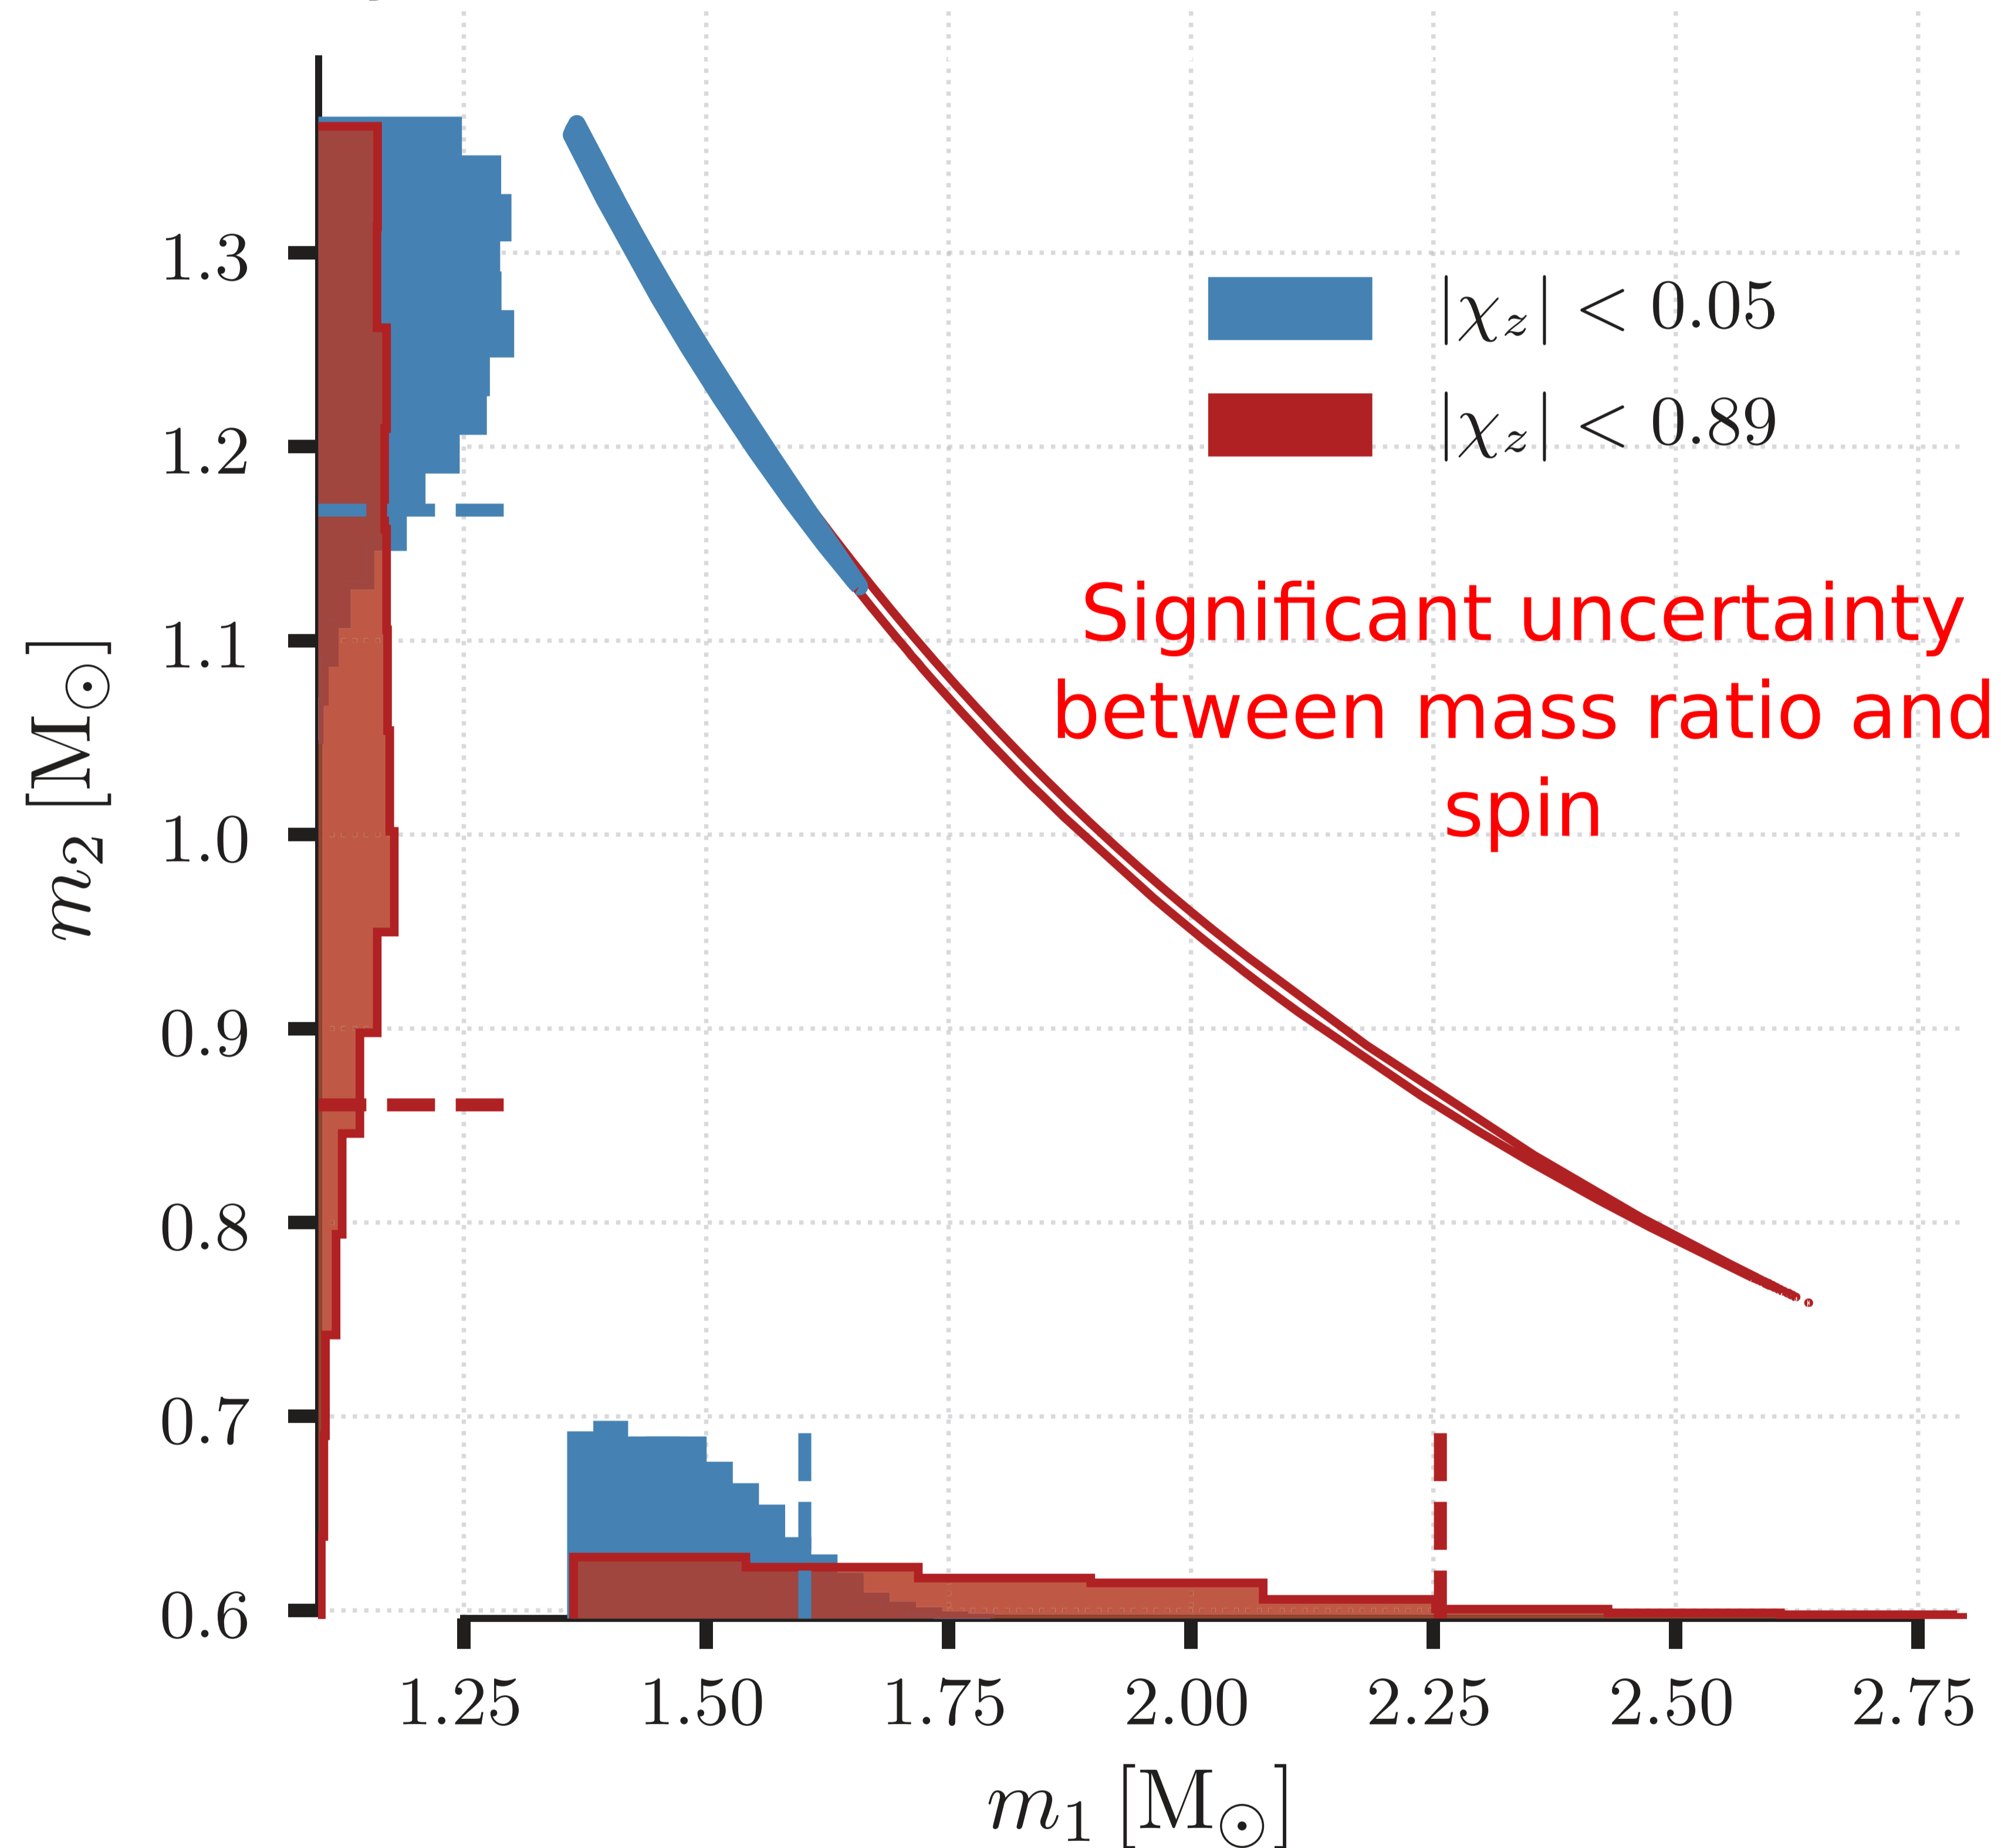 1.3
1.2
1.1
1.0
0.9
0.8
0.7
0.6
m₂ [M⊙]
|χ_z| < 0.05
|χ_z| < 0.89
Significant uncertainty
between mass ratio and
spin
1.25 1.50 1.75 2.00 2.25 2.50 2.75
m₁ [M⊙]